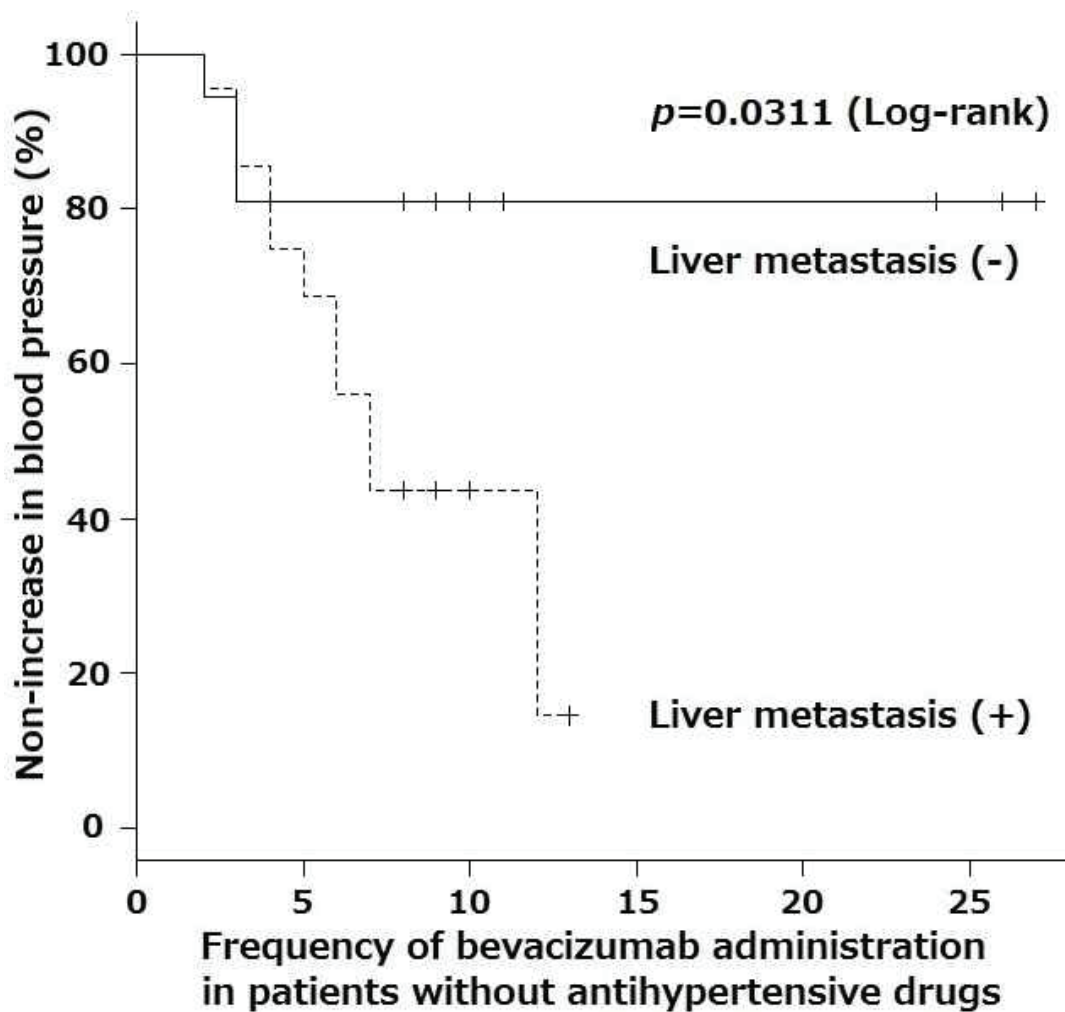 Non-increase in blood pressure (%)
100
80
60
40
20
0
p=0.0311 (Log-rank)
Liver metastasis (-)
Liver metastasis (+)
0 5 10 15 20 25
Frequency of bevacizumab administration
in patients without antihypertensive drugs